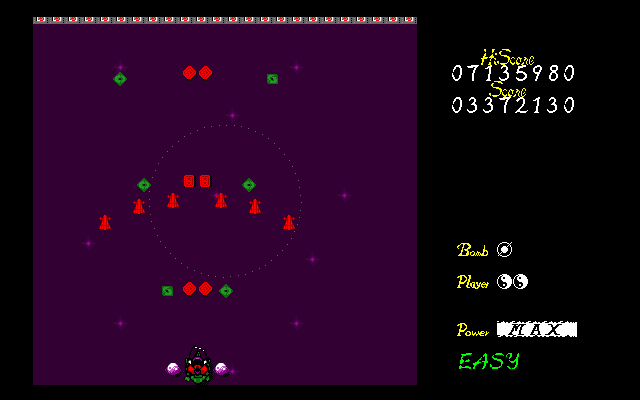 HiScore
07135980
Score
03372130
Bomb
Player
Power MAX
EASY